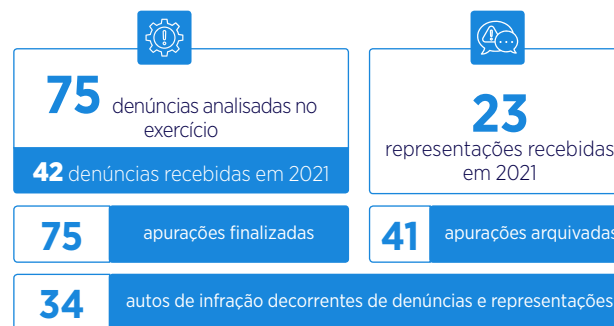 75 denúncias analisadas no
exercício
42 denúncias recebidas em 2021
23
representações recebidas
em 2021
75 apurações finalizadas
41 apurações arquivadas
34 autos de infração decorrentes de denúncias e representações